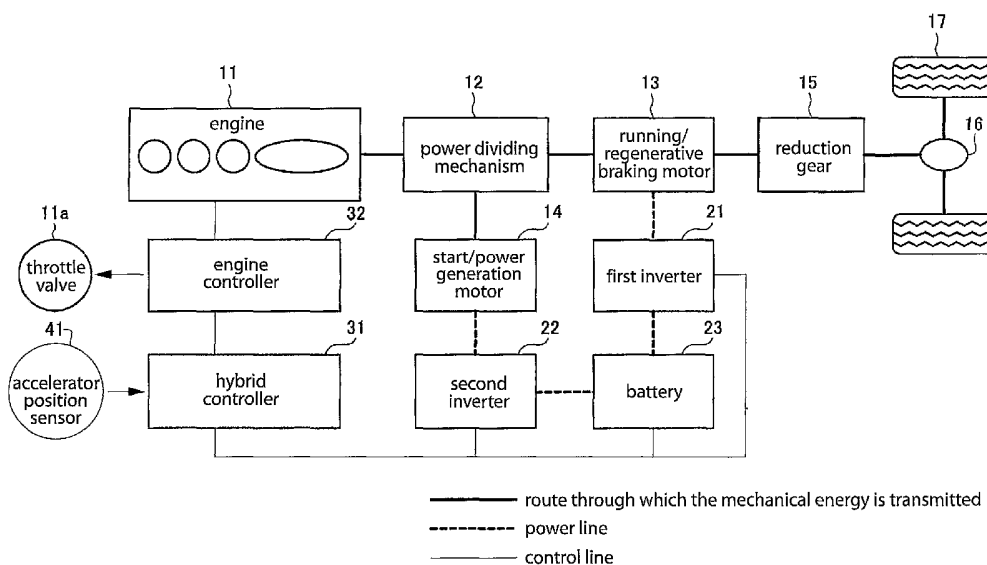 17
11
12
13
15
engine
power dividing
mechanism
running/
regenerative
braking motor
reduction
gear
16
11a
32
14
21
throttle
valve
engine
controller
start/power
generation
motor
first inverter
41
31
22
23
accelerator
position
sensor
hybrid
controller
second
inverter
battery
route through which the mechanical energy is transmitted
power line
control line